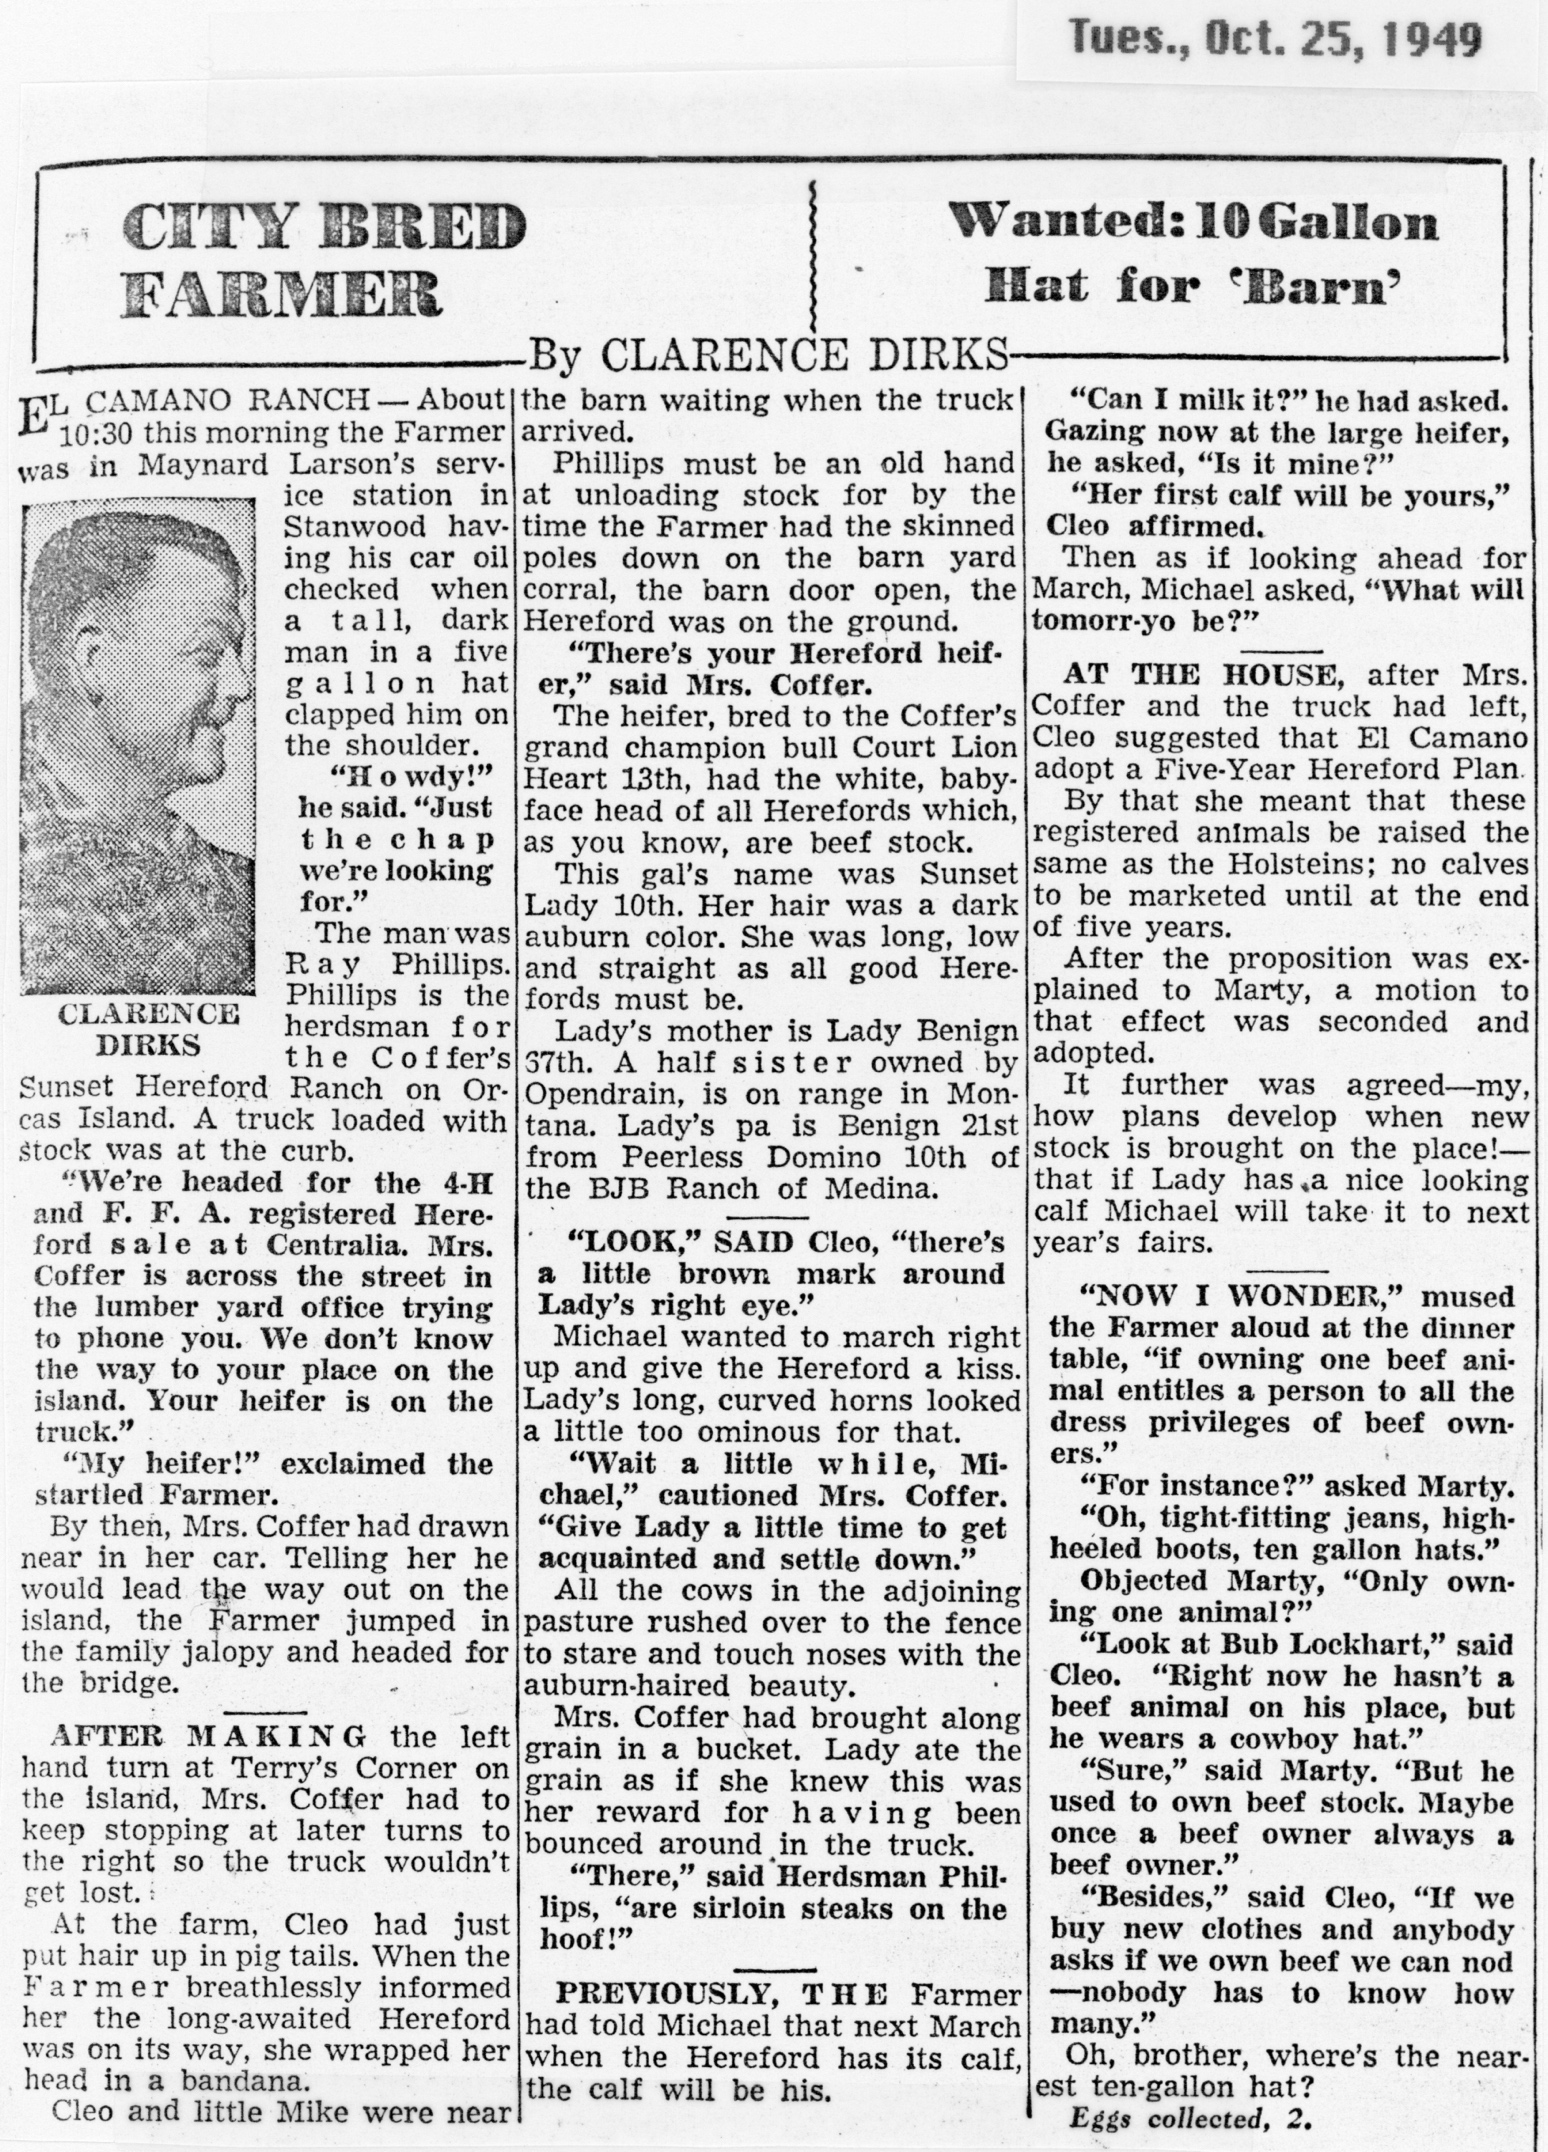 Tues., Oct. 25, 1949
CITY BRED
FARMER
Wanted: 10 Gallon
Hat for 'Barn'
By CLARENCE DIRKS
EL CAMANO RANCH — About
10:30 this morning the Farmer
was in Maynard Larson's serv-
ice station in
Stanwood hav-
ing his car oil
checked when
a tall, dark
man in a five
gallon hat
clapped him on
the shoulder.
"Howdy!"
he said. "Just
the chap
we're looking
for."
The man was
Ray Phillips.
Phillips is the
herdsman for
the Coffer's
CLARENCE
DIRKS
Sunset Hereford Ranch on Or-
cas Island. A truck loaded with
stock was at the curb.
"We're headed for the 4-H
and F. F. A. registered Here-
ford sale at Centralia. Mrs.
Coffer is across the street in
the lumber yard office trying
to phone you. We don't know
the way to your place on the
island. Your heifer is on the
truck."
"My heifer!" exclaimed the
startled Farmer.
By then, Mrs. Coffer had drawn
near in her car. Telling her he
would lead the way out on the
island, the Farmer jumped in
the family jalopy and headed for
the bridge.
AFTER MAKING the left
hand turn at Terry's Corner on
the island, Mrs. Coffer had to
keep stopping at later turns to
the right so the truck wouldn't
get lost.
At the farm, Cleo had just
put hair up in pig tails. When the
Farmer breathlessly informed
her the long-awaited Hereford
was on its way, she wrapped her
head in a bandana.
Cleo and little Mike were near
the barn waiting when the truck
arrived.
Phillips must be an old hand
at unloading stock for by the
time the Farmer had the skinned
poles down on the barn yard
corral, the barn door open, the
Hereford was on the ground.
"There's your Hereford heif-
er," said Mrs. Coffer.
The heifer, bred to the Coffer's
grand champion bull Court Lion
Heart 13th, had the white, baby-
face head of all Herefords which,
as you know, are beef stock.
This gal's name was Sunset
Lady 10th. Her hair was a dark
auburn color. She was long, low
and straight as all good Here-
fords must be.
Lady's mother is Lady Benign
67th. A half sister owned by
Opendrain, is on range in Mon-
tana. Lady's pa is Benign 21st
from Peerless Domino 10th of
the BJB Ranch of Medina.
"LOOK," SAID Cleo, "there's
a little brown mark around
Lady's right eye."
Michael wanted to march right
up and give the Hereford a kiss.
Lady's long, curved horns looked
a little too ominous for that.
"Wait a little while, Mi-
chael," cautioned Mrs. Coffer.
"Give Lady a little time to get
acquainted and settle down."
All the cows in the adjoining
pasture rushed over to the fence
to stare and touch noses with the
auburn-haired beauty.
Mrs. Coffer had brought along
grain in a bucket. Lady ate the
grain as if she knew this was
her reward for having been
bounced around in the truck.
"There," said Herdsman Phil-
lips, "are sirloin steaks on the
hoof!"
PREVIOUSLY, THE Farmer
had told Michael that next March
when the Hereford has its calf,
the calf will be his.
"Can I milk it?" he had asked.
Gazing now at the large heifer,
he asked, "Is it mine?"
"Her first calf will be yours,"
Cleo affirmed.
Then as if looking ahead for
March, Michael asked, "What will
tomorr-yo be?"
AT THE HOUSE, after Mrs.
Coffer and the truck had left,
Cleo suggested that El Camano
adopt a Five-Year Hereford Plan.
By that she meant that these
registered animals be raised the
same as the Holsteins; no calves
to be marketed until at the end
of five years.
After the proposition was ex-
plained to Marty, a motion to
that effect was seconded and
adopted.
It further was agreed—my,
how plans develop when new
stock is brought on the place!—
that if Lady has a nice looking
calf Michael will take it to next
year's fairs.
"NOW I WONDER," mused
the Farmer aloud at the dinner
table, "if owning one beef ani-
mal entitles a person to all the
dress privileges of beef own-
ers."
"For instance?" asked Marty.
"Oh, tight-fitting jeans, high-
heeled boots, ten gallon hats."
Objected Marty, "Only own-
ing one animal?"
"Look at Bub Lockhart," said
Cleo. "Right now he hasn't a
beef animal on his place, but
he wears a cowboy hat."
"Sure," said Marty. "But he
used to own beef stock. Maybe
once a beef owner always a
beef owner."
"Besides," said Cleo, "If we
buy new clothes and anybody
asks if we own beef we can nod
—nobody has to know how
many."
Oh, brother, where's the near-
est ten-gallon hat?
Eggs collected, 2.